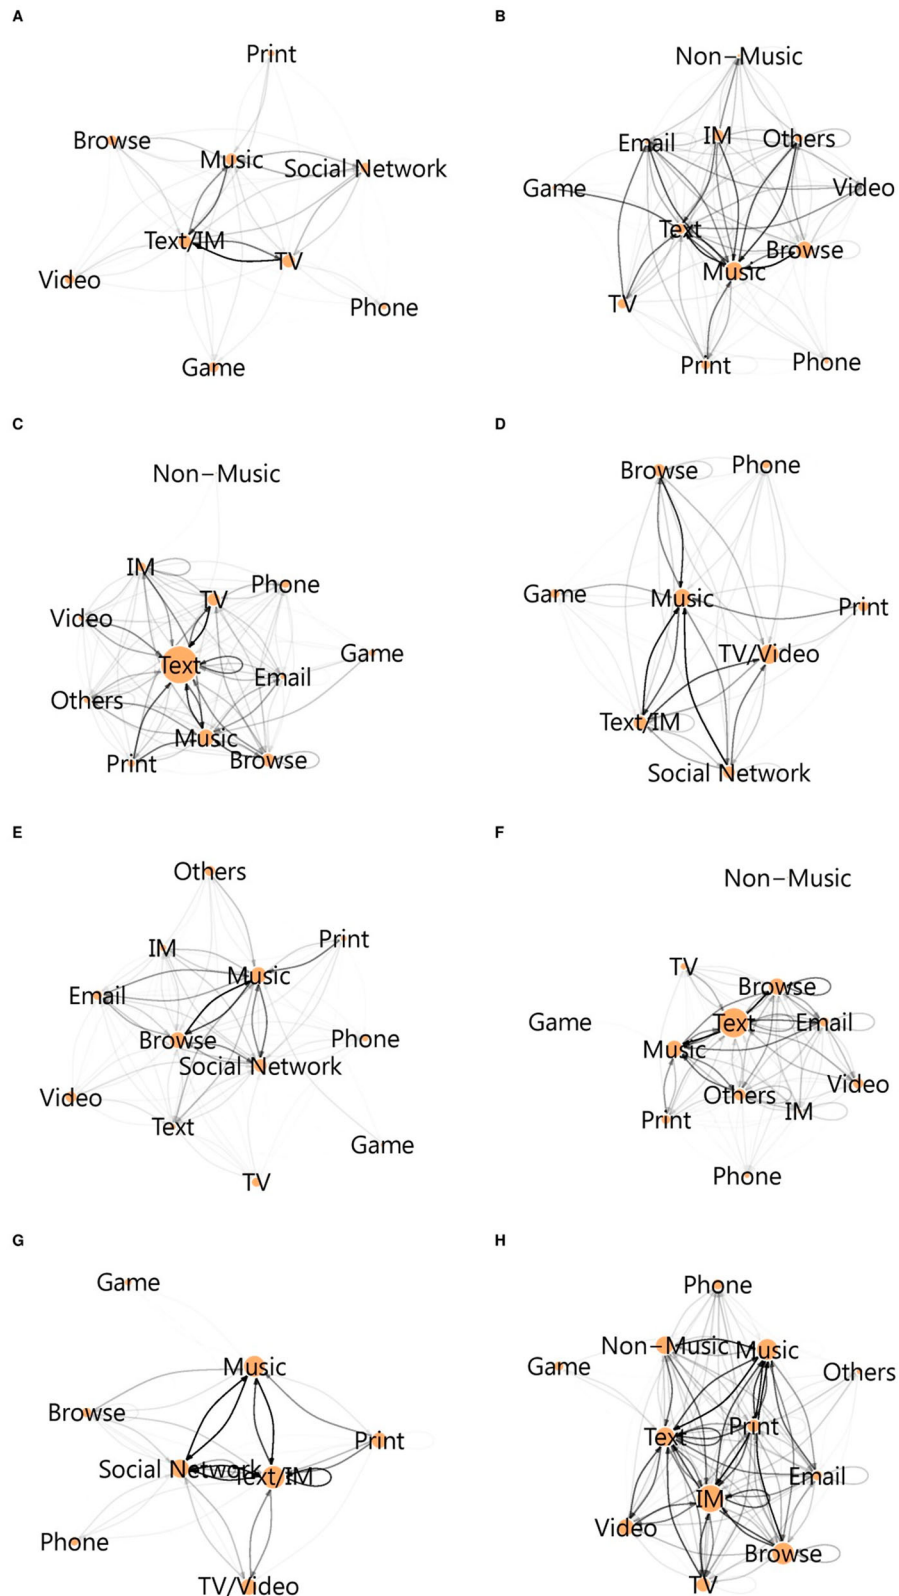 A
Print
Browse
Music
Social Network
Text/IM
TV
Video
Phone
Game
B
Non-Music
Email
IM
Others
Game
Video
Text
Browse
Music
TV
Print
Phone
C
Non-Music
IM
Phone
TV
Video
Game
Text
Email
Others
Music
Print
Browse
D
Browse
Phone
Game
Music
Print
TV/Video
Text/IM
Social Network
E
Others
Print
IM
Music
Email
Browse
Phone
Social Network
Video
Text
Game
TV
F
Non-Music
TV
Browse
Game
Text
Email
Music
Video
Others
IM
Print
Phone
G
Game
Music
Browse
Print
Social Network
Text/IM
Phone
TV/Video
H
Phone
Non-Music
Music
Game
Others
Print
Text
Email
IM
Video
Browse
TV